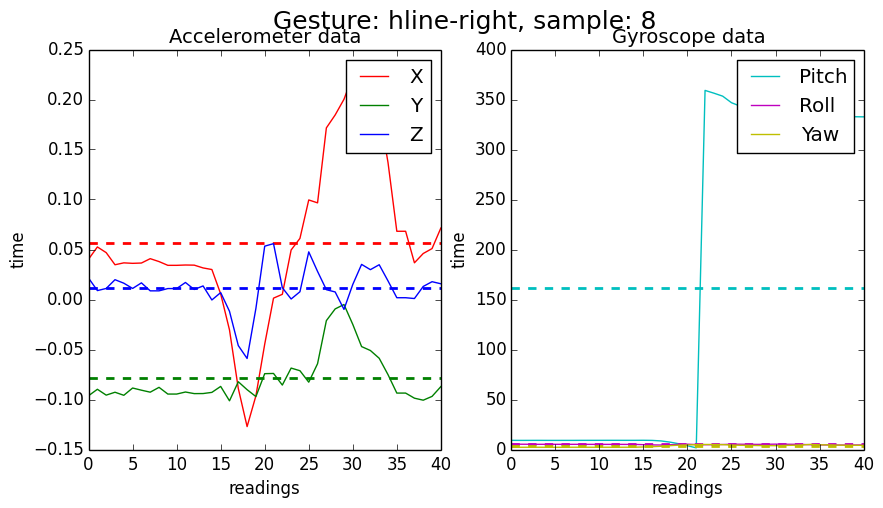 Gesture: hline-right, sample: 8
Accelerometer data
0.25
0.20
0.15
0.10
0.05
0.00
−0.05
−0.10
−0.15
0 5 10 15 20 25 30 35 40
time
readings
X
Y
Z
Gyroscope data
400
350
300
250
200
150
100
50
0
0 5 10 15 20 25 30 35 40
time
readings
Pitch
Roll
Yaw